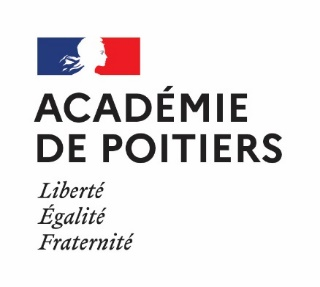 ACADÉMIE
DE POITIERS
Liberté
Égalité
Fraternité